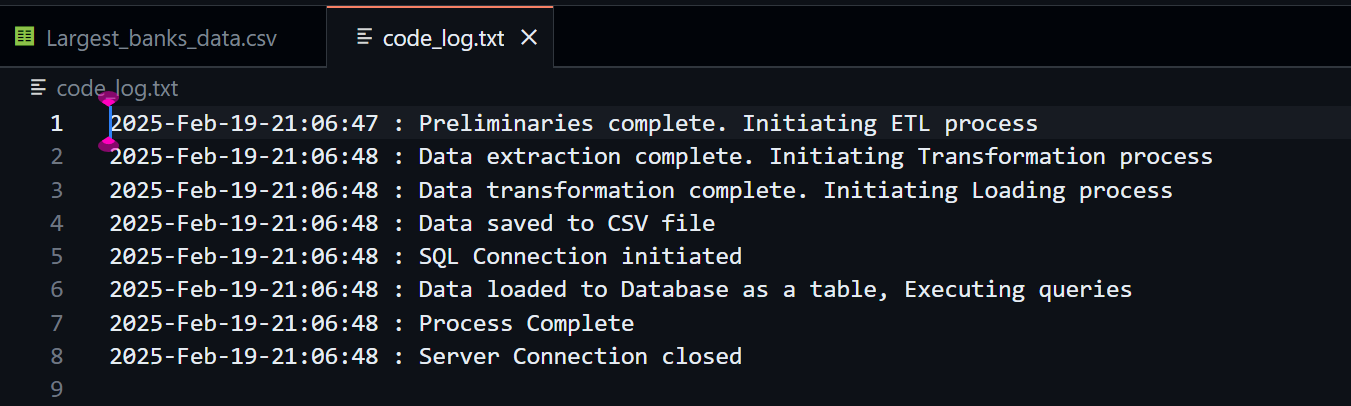 Largest_banks_data.csv
code_log.txt
code_log.txt
1 2025-Feb-19-21:06:47 : Preliminaries complete. Initiating ETL process
2 2025-Feb-19-21:06:48 : Data extraction complete. Initiating Transformation process
3 2025-Feb-19-21:06:48 : Data transformation complete. Initiating Loading process
4 2025-Feb-19-21:06:48 : Data saved to CSV file
5 2025-Feb-19-21:06:48 : SQL Connection initiated
6 2025-Feb-19-21:06:48 : Data loaded to Database as a table, Executing queries
7 2025-Feb-19-21:06:48 : Process Complete
8 2025-Feb-19-21:06:48 : Server Connection closed
9